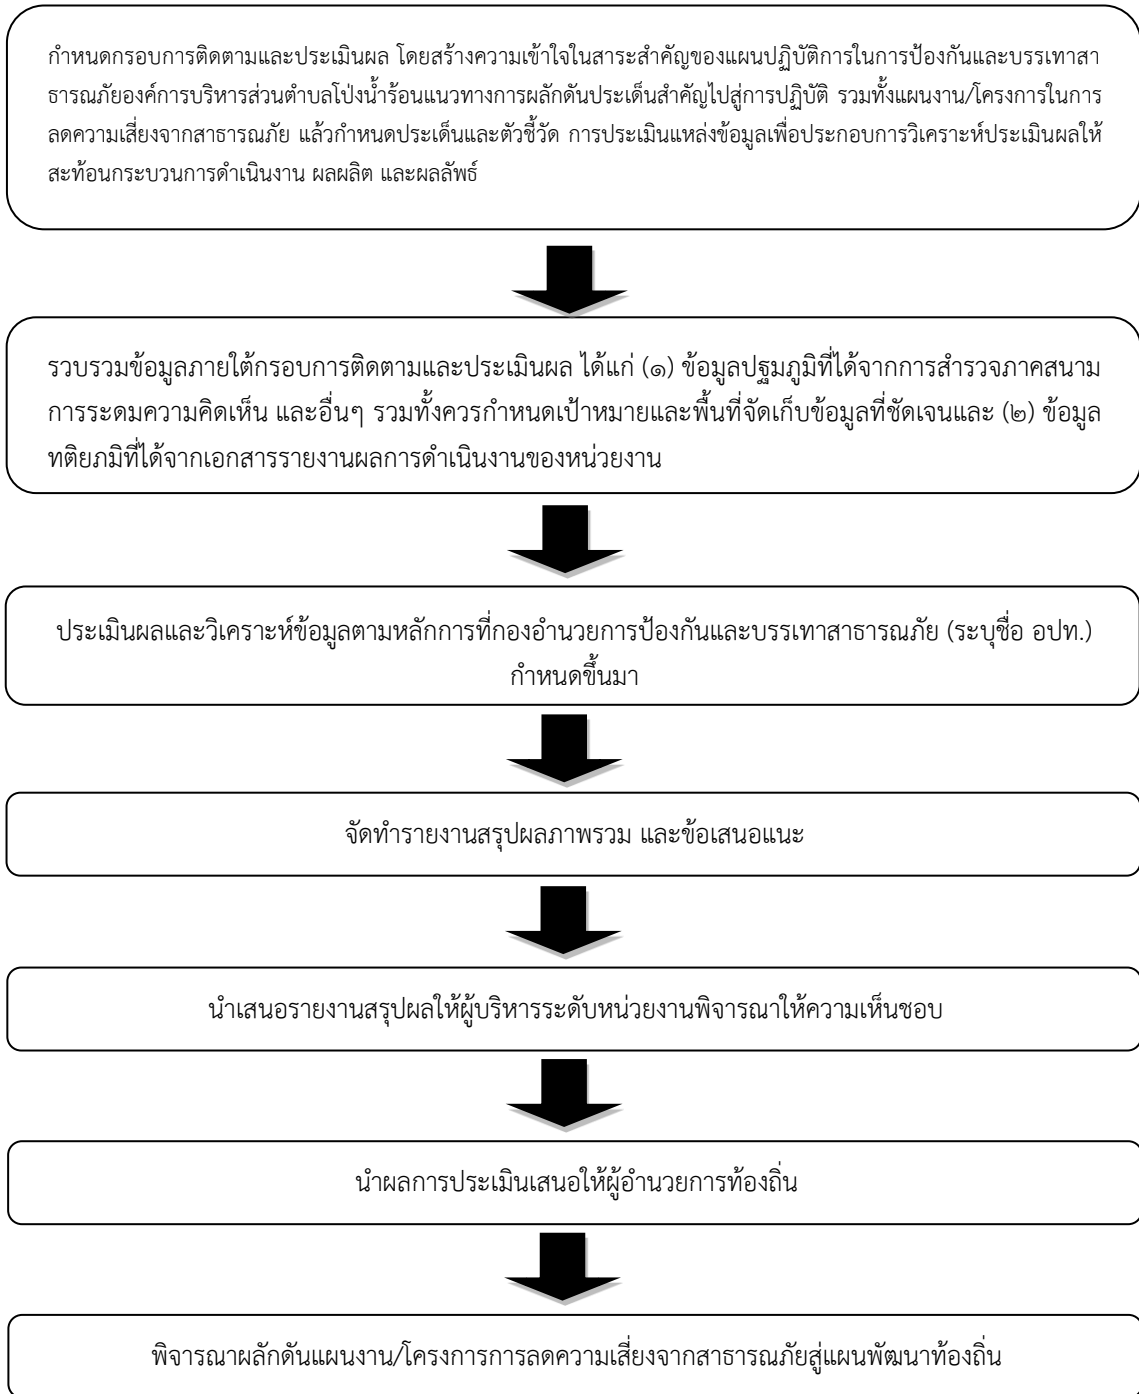 กำหนดกรอบการติดตามและประเมินผล โดยสร้างความเข้าใจในสาระสำคัญของแผนปฏิบัติการในการป้องกันและบรรเทาสา
ธารณภัยองค์การบริหารส่วนตำบลโป่งน้ำร้อนแนวทางการผลักดันประเด็นสำคัญไปสู่การปฏิบัติ รวมทั้งแผนงาน/โครงการในการ
ลดความเสี่ยงจากสาธารณภัย แล้วกำหนดประเด็นและตัวชี้วัด การประเมินแหล่งข้อมูลเพื่อประกอบการวิเคราะห์ประเมินผลให้
สะท้อนกระบวนการดำเนินงาน ผลผลิต และผลลัพธ์
รวบรวมข้อมูลภายใต้กรอบการติดตามและประเมินผล ได้แก่ (๑) ข้อมูลปฐมภูมิที่ได้จากการสำรวจภาคสนาม
การระดมความคิดเห็น และอื่นๆ รวมทั้งควรกำหนดเป้าหมายและพื้นที่จัดเก็บข้อมูลที่ชัดเจนและ (๒) ข้อมูล
ทติยภมิที่ได้จากเอกสารรายงานผลการดำเนินงานของหน่วยงาน
ประเมินผลและวิเคราะห์ข้อมูลตามหลักการที่กองอำนวยการป้องกันและบรรเทาสาธารณภัย (ระบุชื่อ อปท.)
กำหนดขึ้นมา
จัดทำรายงานสรุปผลภาพรวม และข้อเสนอแนะ
นำเสนอรายงานสรุปผลให้ผู้บริหารระดับหน่วยงานพิจารณาให้ความเห็นชอบ
นำผลการประเมินเสนอให้ผู้อำนวยการท้องถิ่น
พิจารณาผลักดันแผนงาน/โครงการการลดความเสี่ยงจากสาธารณภัยสู่แผนพัฒนาท้องถิ่น